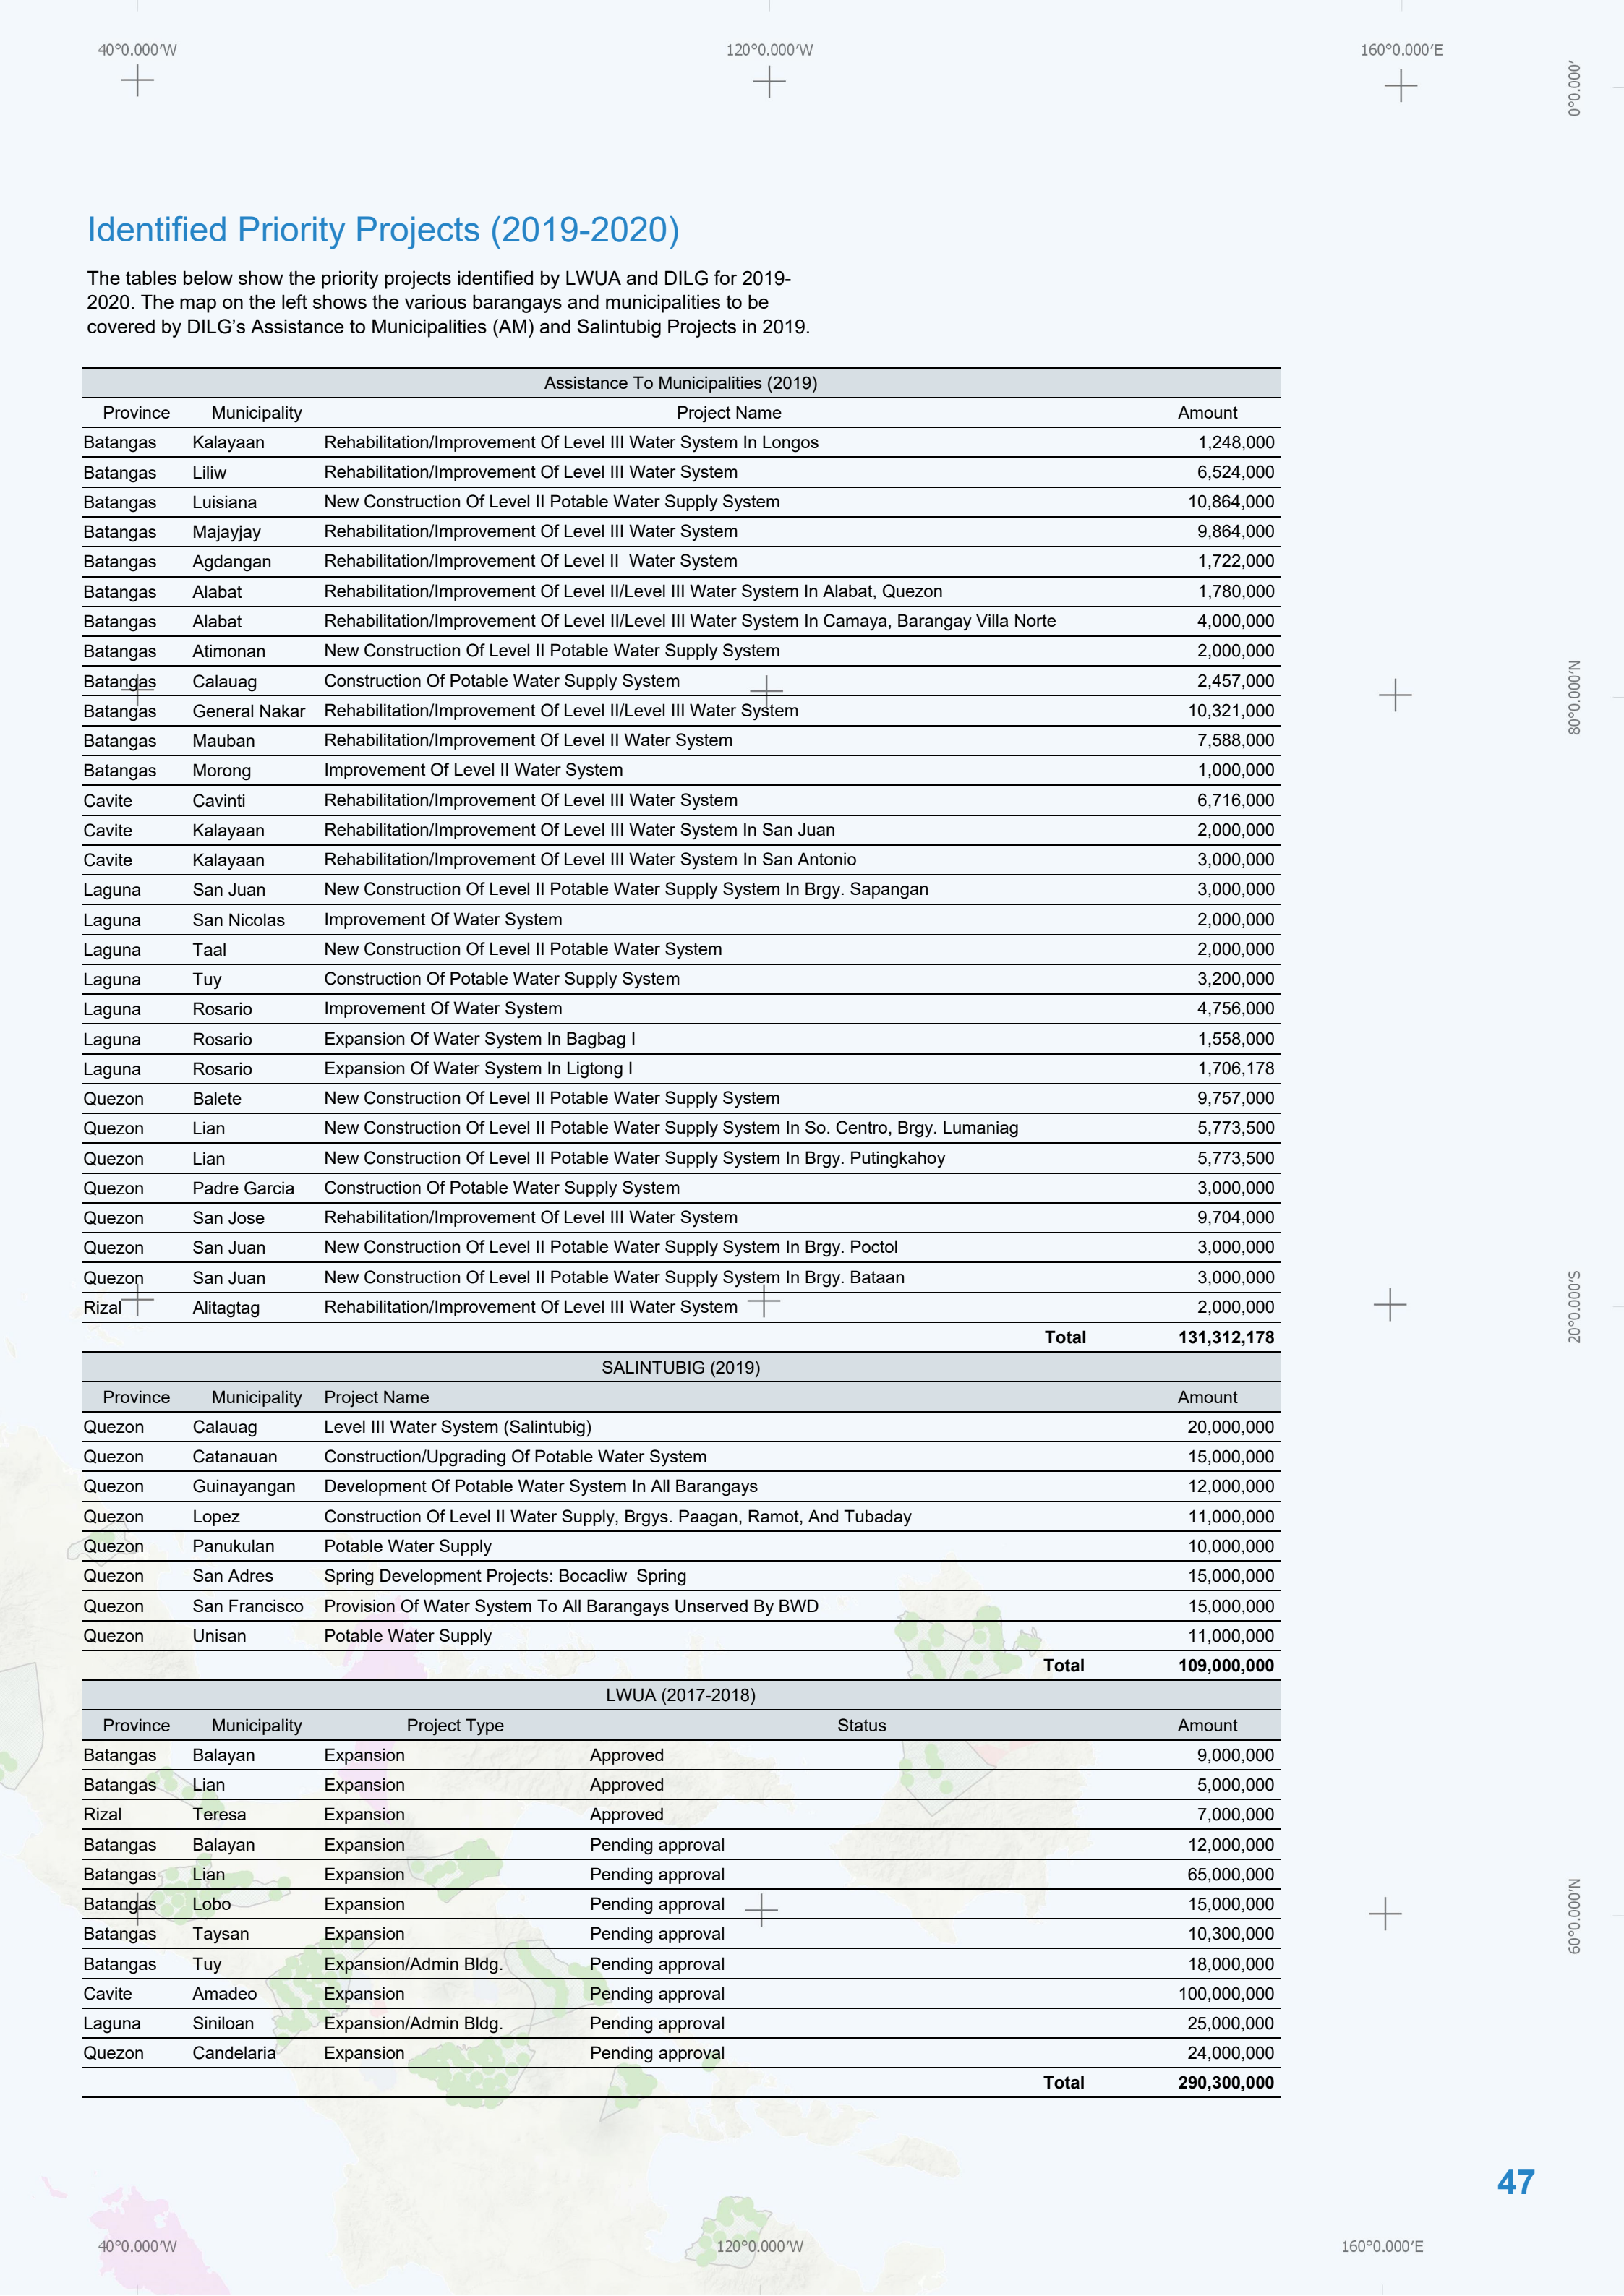 40°0.000'W 120°0.000'W 160°0.000'E
0°0.000'
Identified Priority Projects (2019-2020)
The tables below show the priority projects identified by LWUA and DILG for 2019-
2020. The map on the left shows the various barangays and municipalities to be
covered by DILG’s Assistance to Municipalities (AM) and Salintubig Projects in 2019.
Assistance To Municipalities (2019)
Province Municipality Project Name Amount
Batangas Kalayaan Rehabilitation/Improvement Of Level III Water System In Longos 1,248,000
Batangas Liliw Rehabilitation/Improvement Of Level III Water System 6,524,000
Batangas Luisiana New Construction Of Level II Potable Water Supply System 10,864,000
Batangas Majayjay Rehabilitation/Improvement Of Level III Water System 9,864,000
Batangas Agdangan Rehabilitation/Improvement Of Level II Water System 1,722,000
Batangas Alabat Rehabilitation/Improvement Of Level II/Level III Water System In Alabat, Quezon 1,780,000
Batangas Alabat Rehabilitation/Improvement Of Level II/Level III Water System In Camaya, Barangay Villa Norte 4,000,000
Batangas Atimonan New Construction Of Level II Potable Water Supply System 2,000,000
Batangas Calauag Construction Of Potable Water Supply System 2,457,000
80°0.000'N
Batangas General Nakar Rehabilitation/Improvement Of Level II/Level III Water System 10,321,000
Batangas Mauban Rehabilitation/Improvement Of Level II Water System 7,588,000
Batangas Morong Improvement Of Level II Water System 1,000,000
Cavite Cavinti Rehabilitation/Improvement Of Level III Water System 6,716,000
Cavite Kalayaan Rehabilitation/Improvement Of Level III Water System In San Juan 2,000,000
Cavite Kalayaan Rehabilitation/Improvement Of Level III Water System In San Antonio 3,000,000
Laguna San Juan New Construction Of Level II Potable Water Supply System In Brgy. Sapangan 3,000,000
Laguna San Nicolas Improvement Of Water System 2,000,000
Laguna Taal New Construction Of Level II Potable Water System 2,000,000
Laguna Tuy Construction Of Potable Water Supply System 3,200,000
Laguna Rosario Improvement Of Water System 4,756,000
Laguna Rosario Expansion Of Water System In Bagbag I 1,558,000
Laguna Rosario Expansion Of Water System In Ligtong I 1,706,178
Quezon Balete New Construction Of Level II Potable Water Supply System 9,757,000
Quezon Lian New Construction Of Level II Potable Water Supply System In So. Centro, Brgy. Lumaniag 5,773,500
Quezon Lian New Construction Of Level II Potable Water Supply System In Brgy. Putingkahoy 5,773,500
Quezon Padre Garcia Construction Of Potable Water Supply System 3,000,000
Quezon San Jose Rehabilitation/Improvement Of Level III Water System 9,704,000
Quezon San Juan New Construction Of Level II Potable Water Supply System In Brgy. Poctol 3,000,000
Quezon San Juan New Construction Of Level II Potable Water Supply System In Brgy. Bataan 3,000,000
Rizal Alitagtag Rehabilitation/Improvement Of Level III Water System 2,000,000
20°0.000'S
Total 131,312,178
SALINTUBIG (2019)
Province Municipality Project Name Amount
Quezon Calauag Level III Water System (Salintubig) 20,000,000
Quezon Catanauan Construction/Upgrading Of Potable Water System 15,000,000
Quezon Guinayangan Development Of Potable Water System In All Barangays 12,000,000
Quezon Lopez Construction Of Level II Water Supply, Brgys. Paagan, Ramot, And Tubaday 11,000,000
Quezon Panukulan Potable Water Supply 10,000,000
Quezon San Adres Spring Development Projects: Bocacliw Spring 15,000,000
Quezon San Francisco Provision Of Water System To All Barangays Unserved By BWD 15,000,000
Quezon Unisan Potable Water Supply 11,000,000
Total 109,000,000
LWUA (2017-2018)
Province Municipality Project Type Status Amount
Batangas Balayan Expansion Approved 9,000,000
Batangas Lian Expansion Approved 5,000,000
Rizal Teresa Expansion Approved 7,000,000
Batangas Balayan Expansion Pending approval 12,000,000
Batangas Lian Expansion Pending approval 65,000,000
Batangas Lobo Expansion Pending approval 15,000,000
60°0.000'N
Batangas Taysan Expansion Pending approval 10,300,000
Batangas Tuy Expansion/Admin Bldg. Pending approval 18,000,000
Cavite Amadeo Expansion Pending approval 100,000,000
Laguna Siniloan Expansion/Admin Bldg. Pending approval 25,000,000
Quezon Candelaria Expansion Pending approval 24,000,000
Total 290,300,000
47
40°0.000'W 120°0.000'W 160°0.000'E